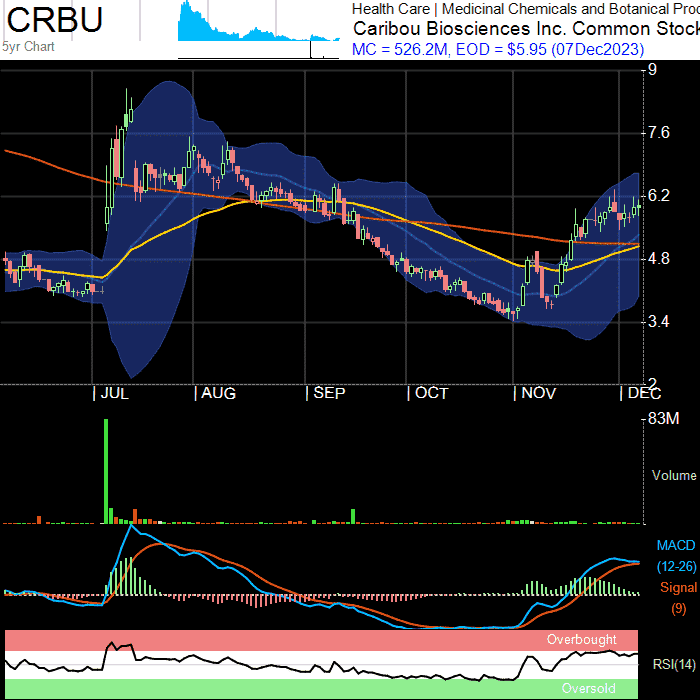 CRBU
5yr Chart
Health Care | Medicinal Chemicals and Botanical Prod
Caribou Biosciences Inc. Common Stock
MC = 526.2M, EOD = $5.95 (07Dec2023)
9
7.6
6.2
4.8
3.4
2
| JUL | AUG | SEP | OCT | NOV | DEC
83M
Volume
MACD
(12-26)
Signal
(9)
Overbought
RSI(14)
Oversold